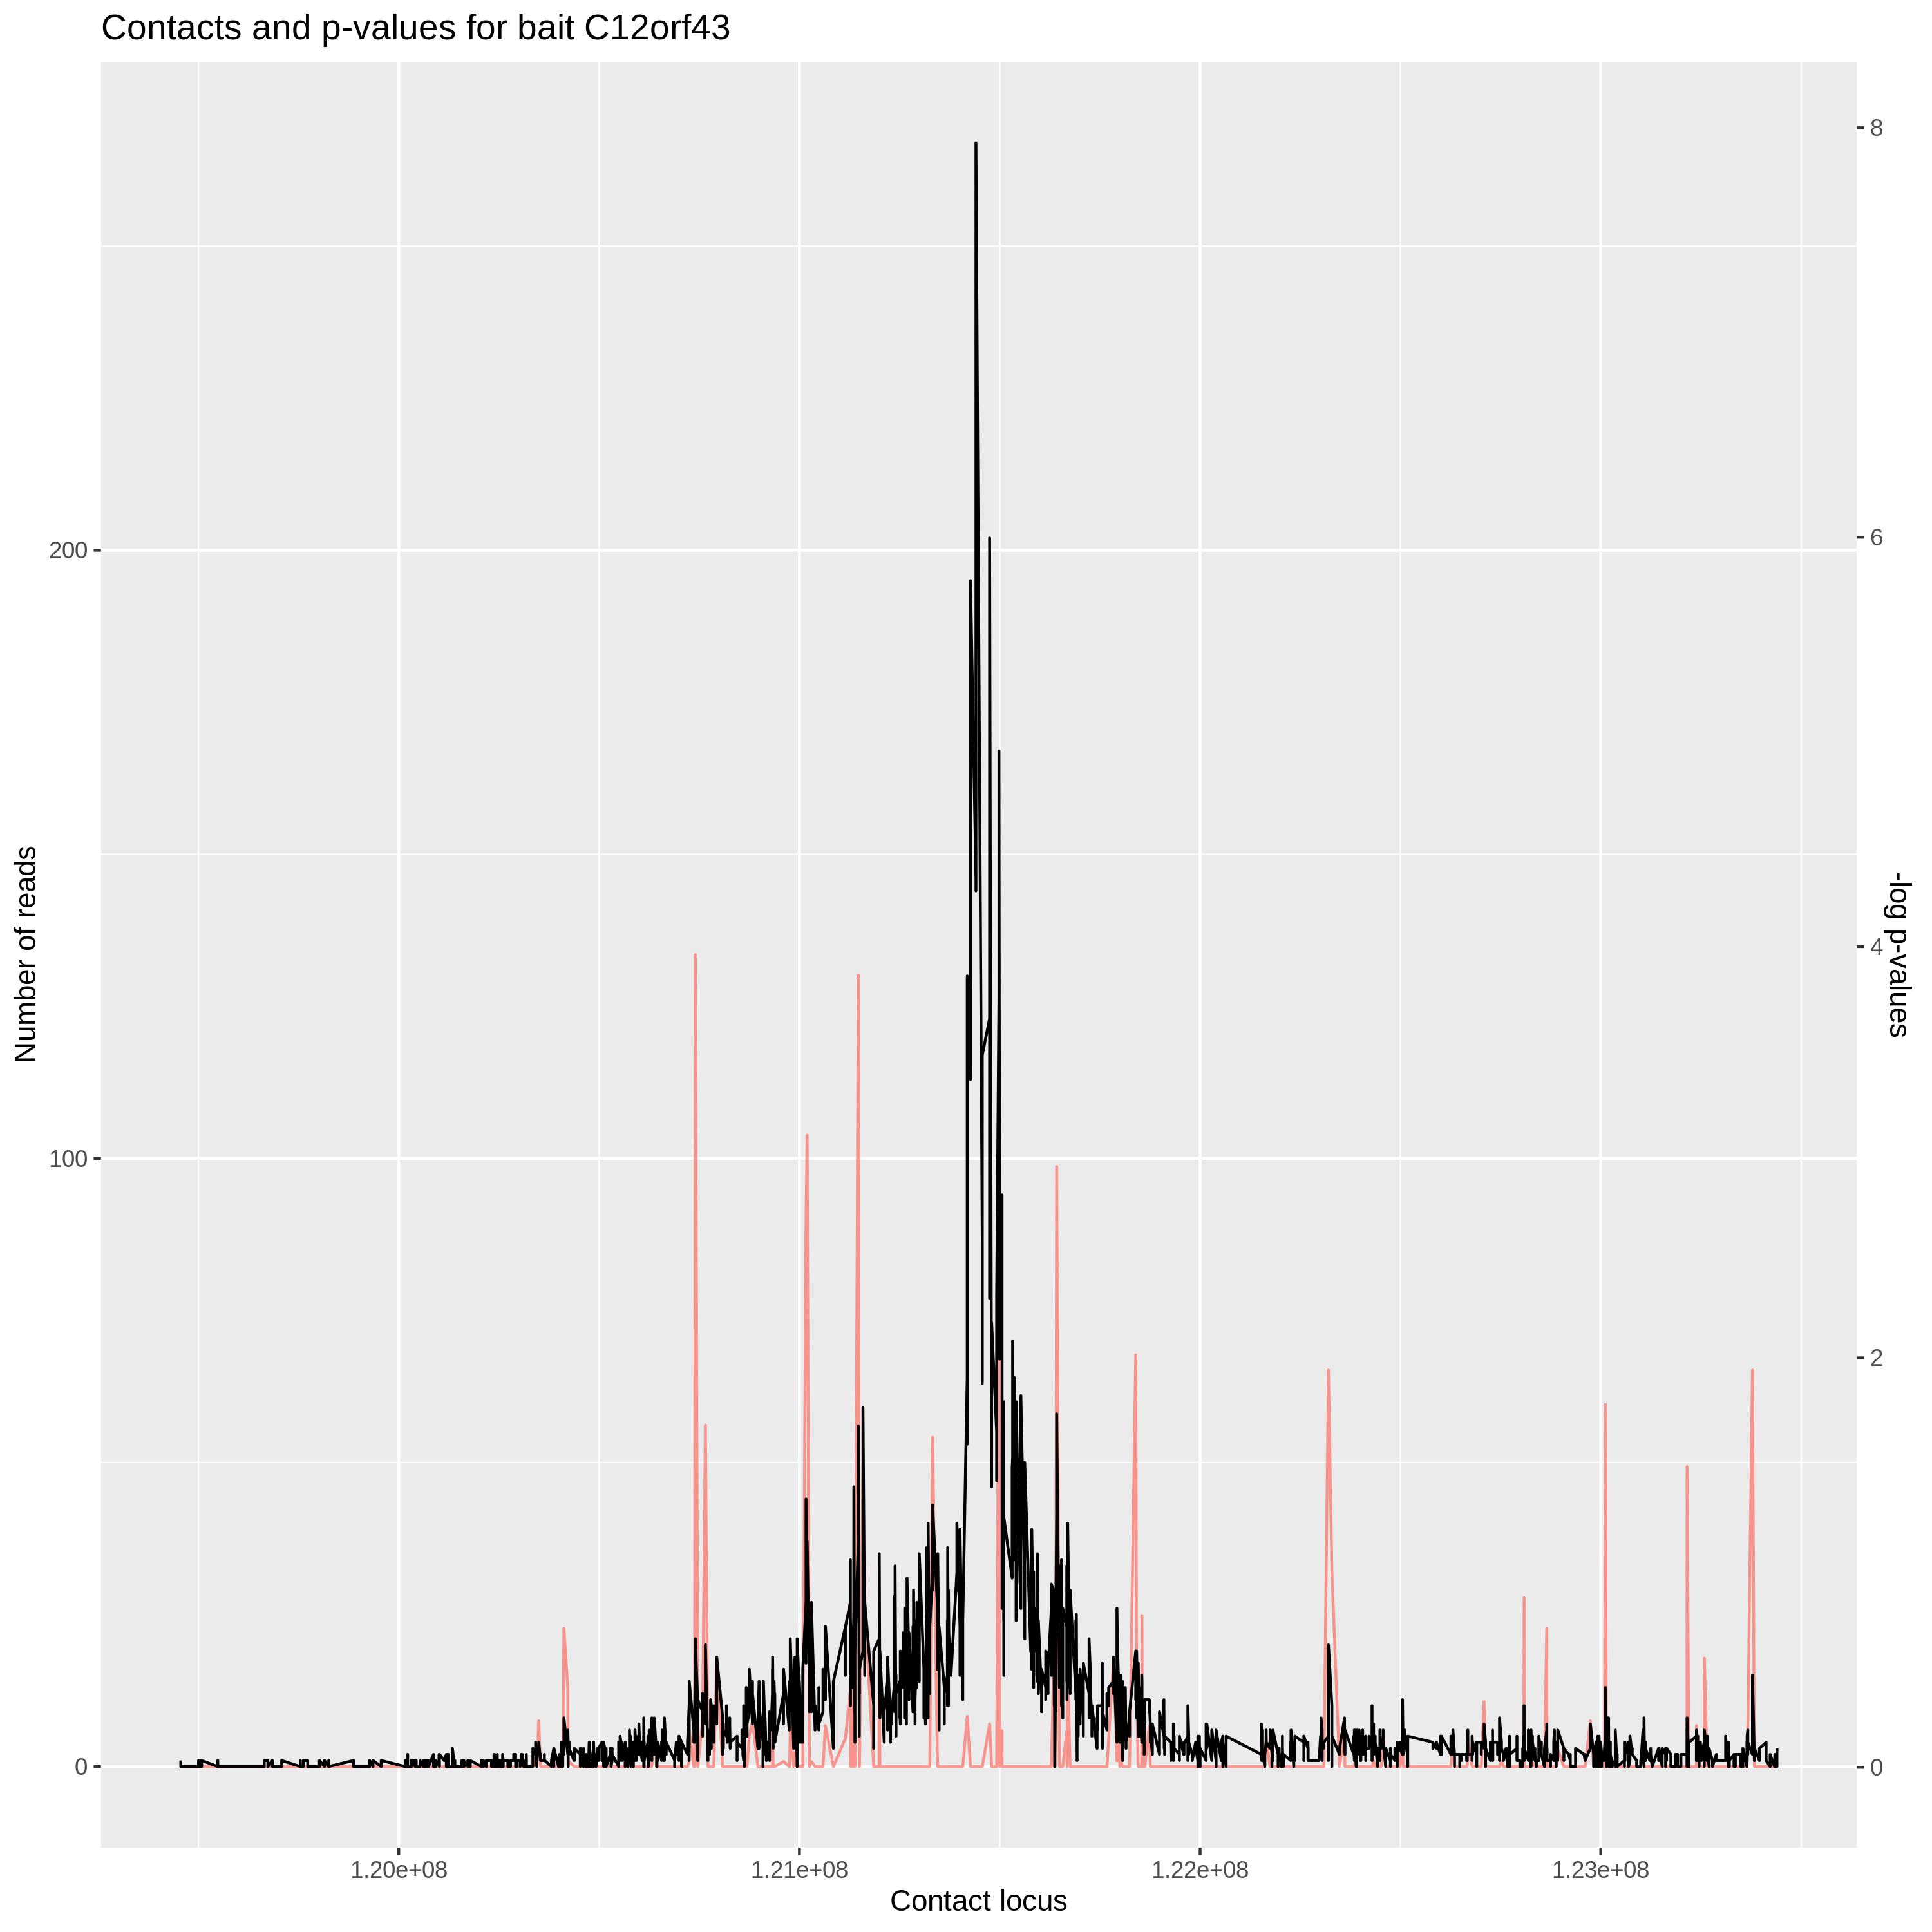 Contacts and p-values for bait C12orf43
Number of reads
200
100
0
8
6
4
2
0
-log p-values
1.20e+08 1.21e+08 1.22e+08 1.23e+08
Contact locus